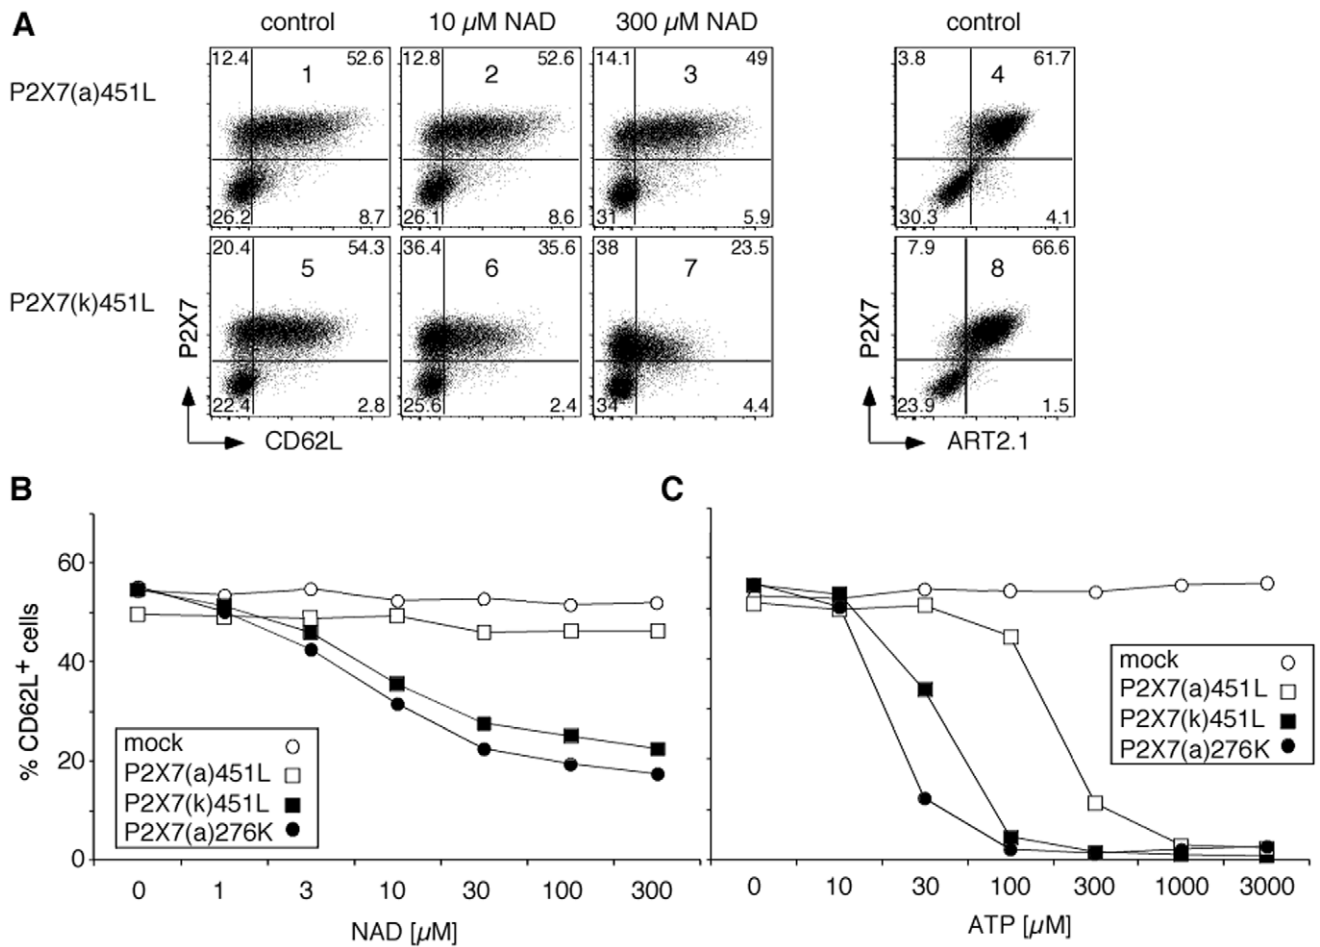 A
control
10 µM NAD
300 µM NAD
control
P2X7(a)451L
12.4 52.6
1
26.2 8.7
12.8 52.6
2
26.1 8.6
14.1 49
3
31 5.9
3.8 61.7
4
30.3 4.1
P2X7(k)451L
20.4 54.3
5
22.4 2.8
36.4 35.6
6
25.6 2.4
38 23.5
7
34 4.4
7.9 66.6
8
23.9 1.5
P2X7
CD62L
P2X7
ART2.1
B
% CD62L+ cells
60
40
20
0
mock
P2X7(a)451L
P2X7(k)451L
P2X7(a)276K
0 1 3 10 30 100 300
NAD [µM]
C
mock
P2X7(a)451L
P2X7(k)451L
P2X7(a)276K
0 10 30 100 300 1000 3000
ATP [µM]